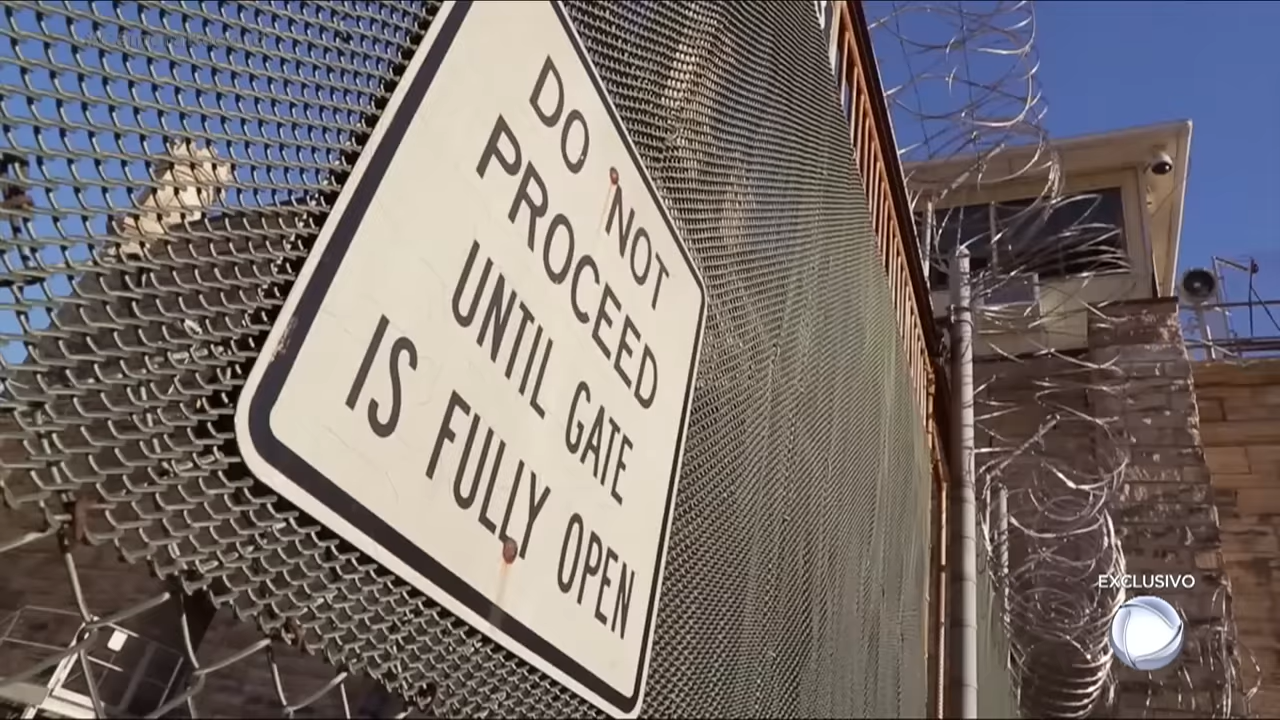 DO NOT
PROCEED
UNTIL GATE
IS FULLY OPEN
EXCLUSIVO